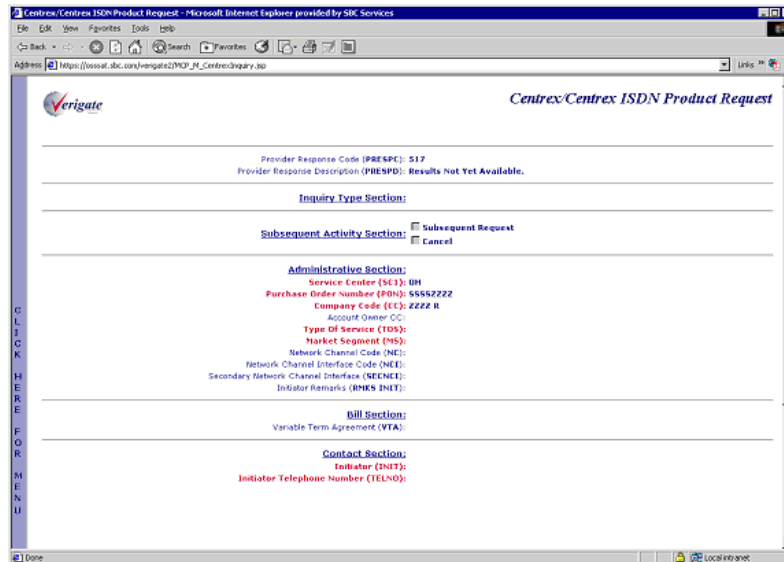 Centrex/Centrex ISDN Product Request - Microsoft Internet Explorer provided by SBC Services
File Edit View Favorites Tools Help
Back Search Favorites
Address https://osssat.sbc.com/verigate2/MCP_M_CentrexInquiry.jsp Links »
Verigate
Centrex/Centrex ISDN Product Request
Provider Response Code (PRESPC): 517
Provider Response Description (PRESPD): Results Not Yet Available.
Inquiry Type Section:
Subsequent Activity Section:
Subsequent Request
Cancel
Administrative Section:
Service Center (SC1): OH
Purchase Order Number (PON): 55552222
Company Code (CC): 2222 R
Account Owner CC:
Type Of Service (TOS):
Market Segment (MS):
Network Channel Code (NC):
Network Channel Interface Code (NCI):
Secondary Network Channel Interface (SECNCI):
Initiator Remarks (RMKS INIT):
Bill Section:
Variable Term Agreement (VTA):
Contact Section:
Initiator (INIT):
Initiator Telephone Number (TELNO):
CLICK HERE FOR MENU
Done
Local intranet